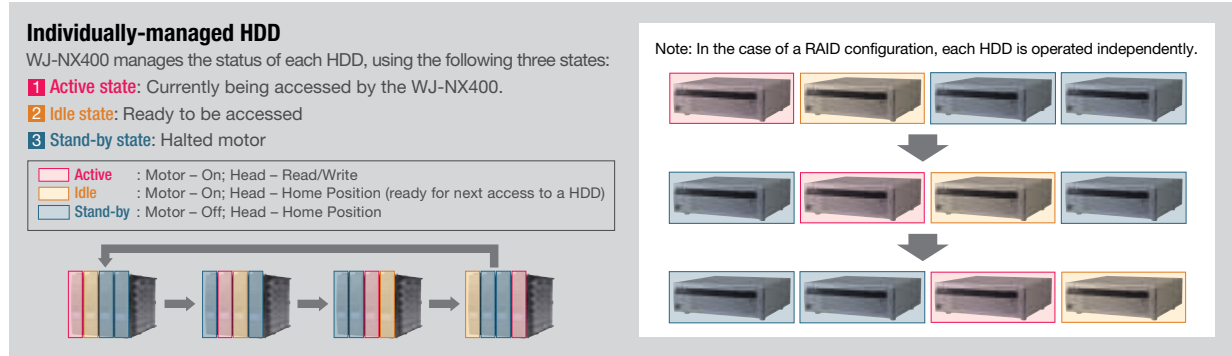 Individually-managed HDD
WJ-NX400 manages the status of each HDD, using the following three states:
1 Active state: Currently being accessed by the WJ-NX400.
2 Idle state: Ready to be accessed
3 Stand-by state: Halted motor
Active : Motor – On; Head – Read/Write
Idle : Motor – On; Head – Home Position (ready for next access to a HDD)
Stand-by : Motor – Off; Head – Home Position
Note: In the case of a RAID configuration, each HDD is operated independently.